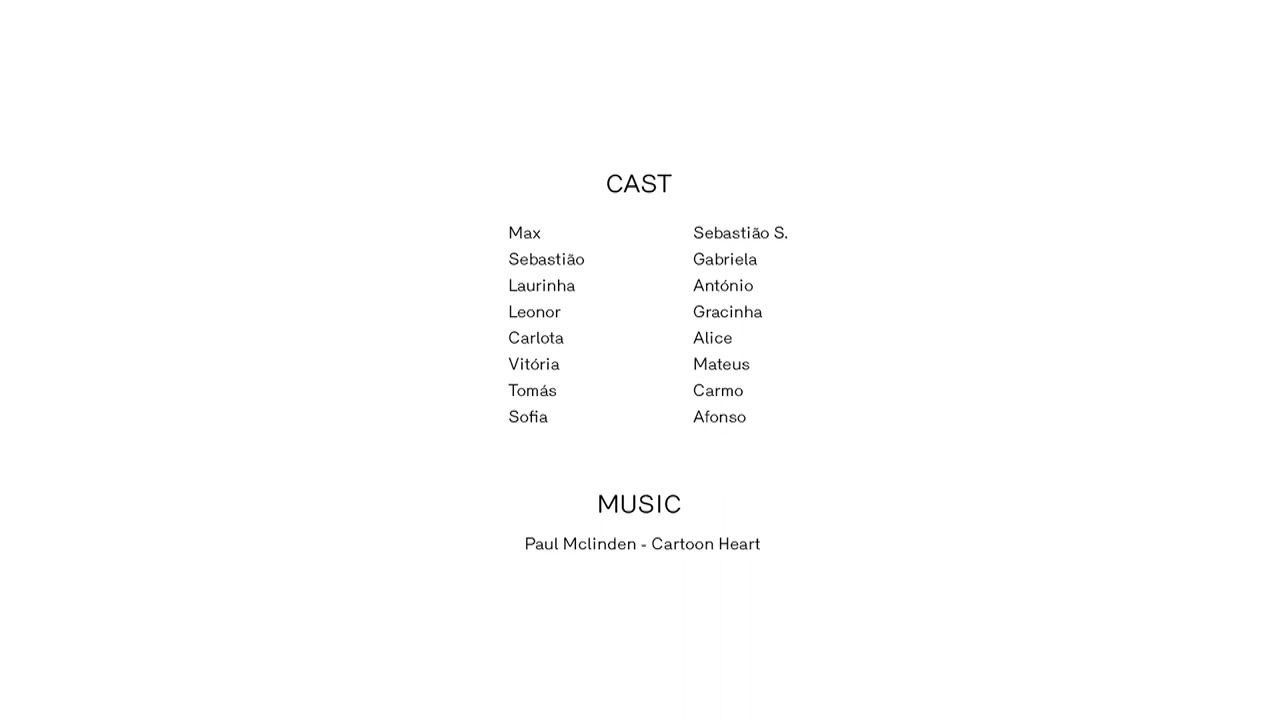 CAST
Max
Sebastião
Laurinha
Leonor
Carlota
Vitória
Tomás
Sofia
Sebastião S.
Gabriela
António
Gracinha
Alice
Mateus
Carmo
Afonso
MUSIC
Paul Mclinden - Cartoon Heart